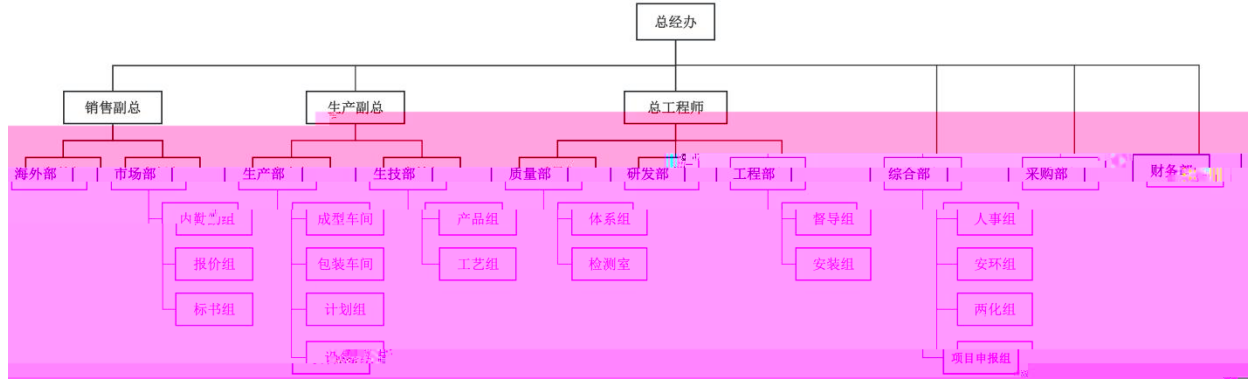 总经办
销售副总
生产副总
总工程师
海外部
市场部
生产部
生技部
质量部
研发部
工程部
综合部
采购部
财务部
成型车间
产品组
体系组
督导组
人事组
报价组
包装车间
工艺组
检测室
安装组
安环组
标书组
计划组
两化组
项目申报组